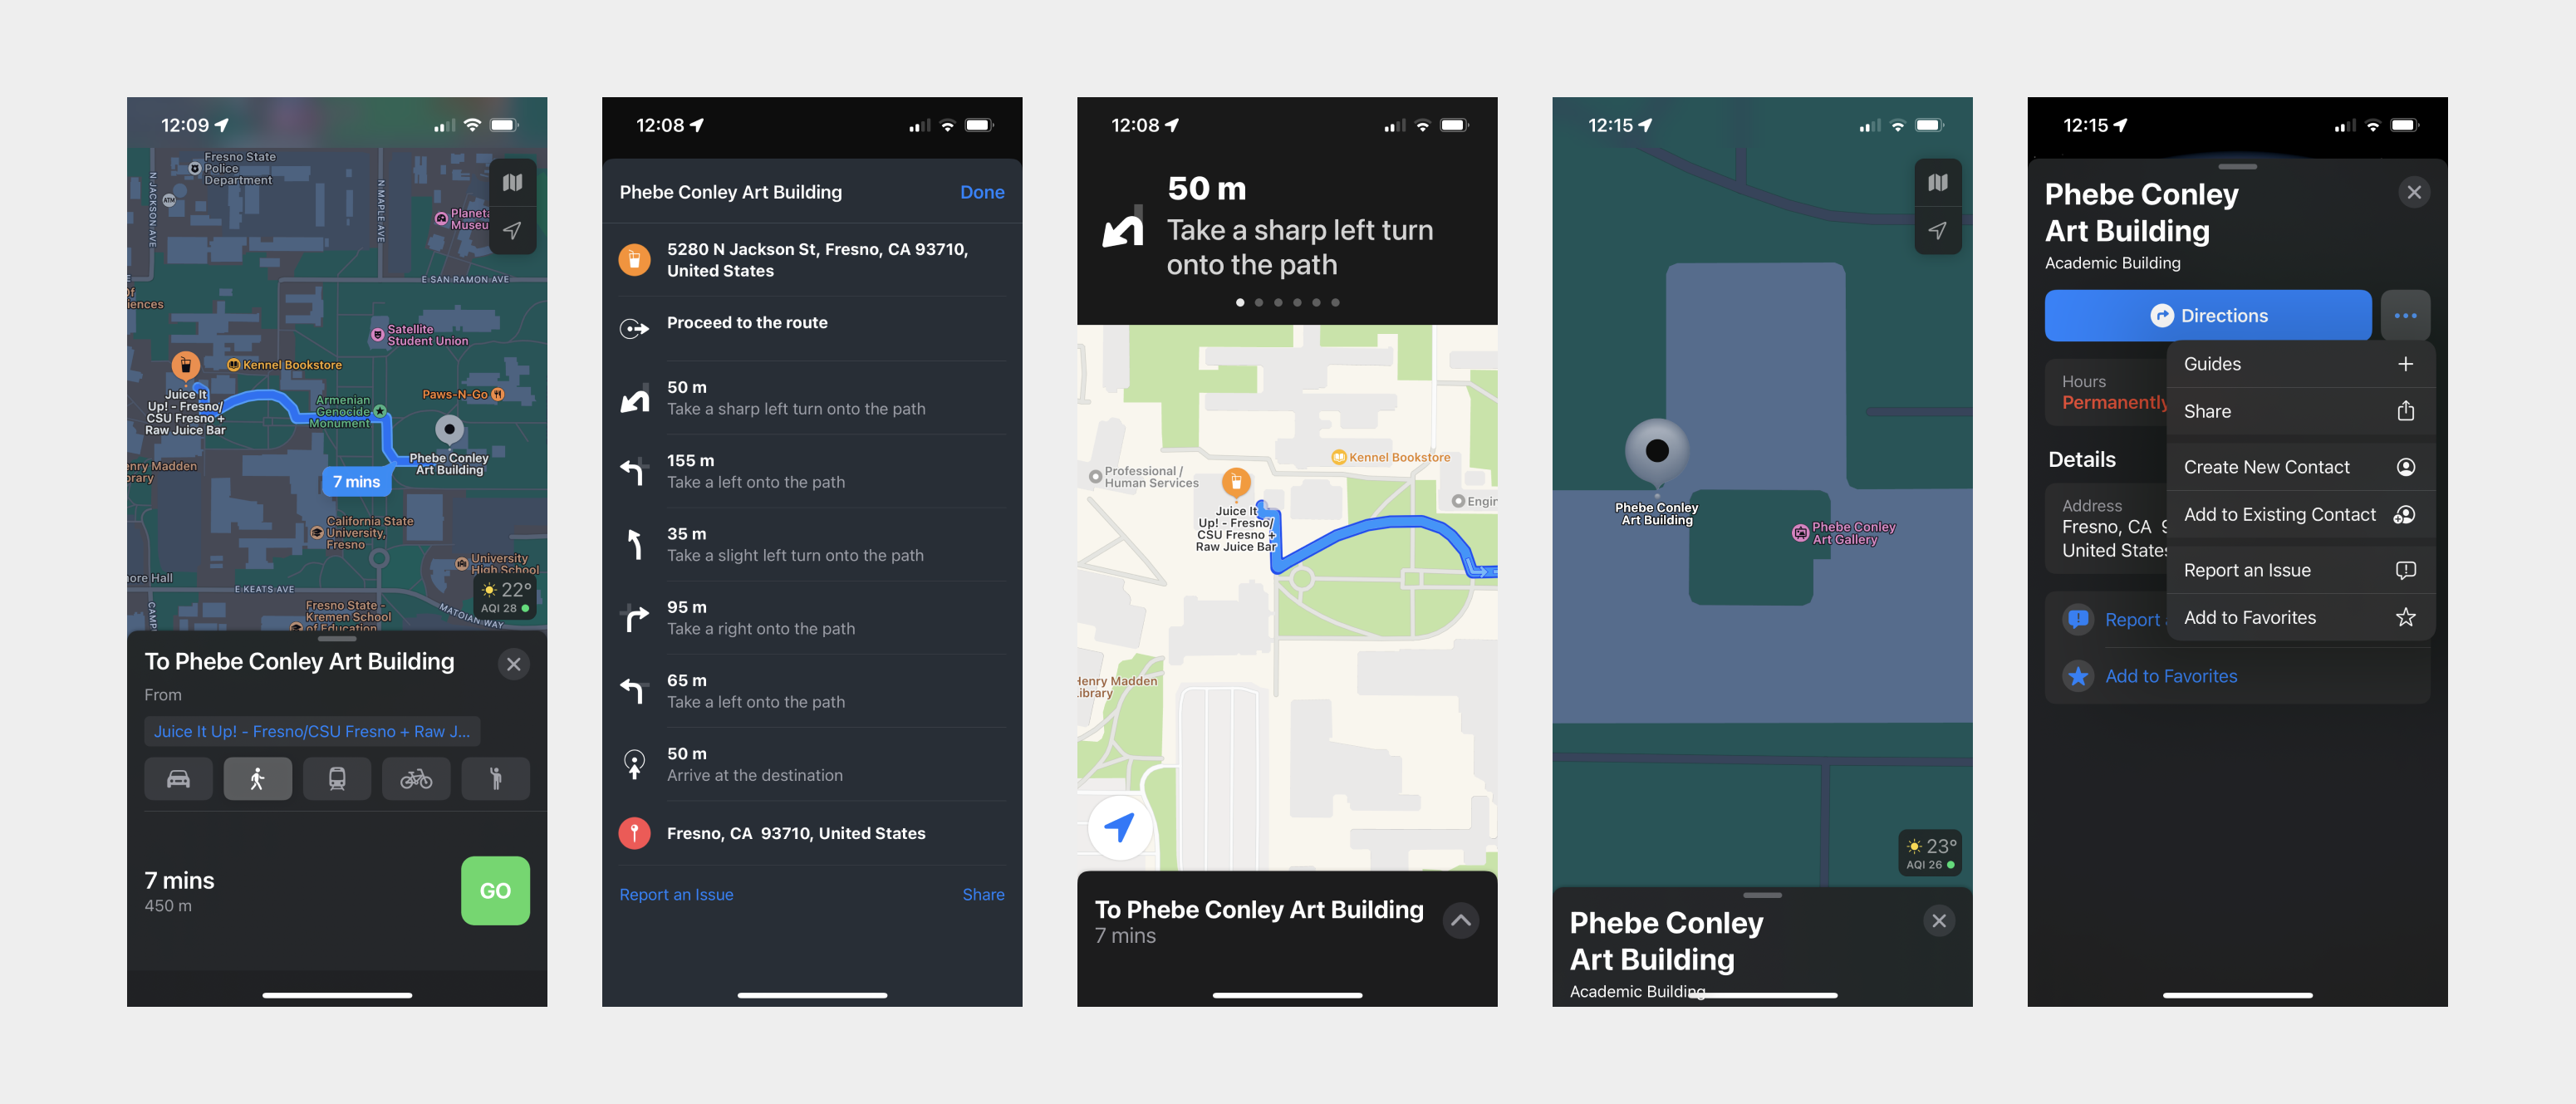 12:09
Fresno State
Police
Department
N JACKSON AVE
ATM
N MAPLE AVE
Planeta
Museu
E SAN RAMON AVE
Of
iences
Satellite
Student Union
Kennel Bookstore
Juice It
Up! - Fresno/
CSU Fresno +
Raw Juice Bar
Armenian
Genocide
Monument
Paws-N-Go
Phebe Conley
Art Building
enry Madden
brary
7 mins
California State
University,
Fresno
University
High School
ore Hall
E KEATS AVE
22°
AQI 28
CAMP
Fresno State -
Kremen School
of Education
MATOIAN WAY
To Phebe Conley Art Building
From
Juice It Up! - Fresno/CSU Fresno + Raw J...
7 mins
450 m
GO
12:08
Phebe Conley Art Building
Done
5280 N Jackson St, Fresno, CA 93710,
United States
Proceed to the route
50 m
Take a sharp left turn onto the path
155 m
Take a left onto the path
35 m
Take a slight left turn onto the path
95 m
Take a right onto the path
65 m
Take a left onto the path
50 m
Arrive at the destination
Fresno, CA 93710, United States
Report an Issue
Share
12:08
50 m
Take a sharp left turn
onto the path
Kennel Bookstore
Professional /
Human Services
Engir
Juice It
Up! - Fresno/
CSU Fresno +
Raw Juice Bar
Henry Madden
Library
To Phebe Conley Art Building
7 mins
12:15
Phebe Conley
Art Building
Phebe Conley
Art Gallery
23°
AQI 26
Phebe Conley
Art Building
Academic Building
12:15
Phebe Conley
Art Building
Academic Building
Directions
Guides
Share
Create New Contact
Add to Existing Contact
Report an Issue
Add to Favorites
Hours
Permanently
Details
Address
Fresno, CA 9
United States
Report
Add to Favorites